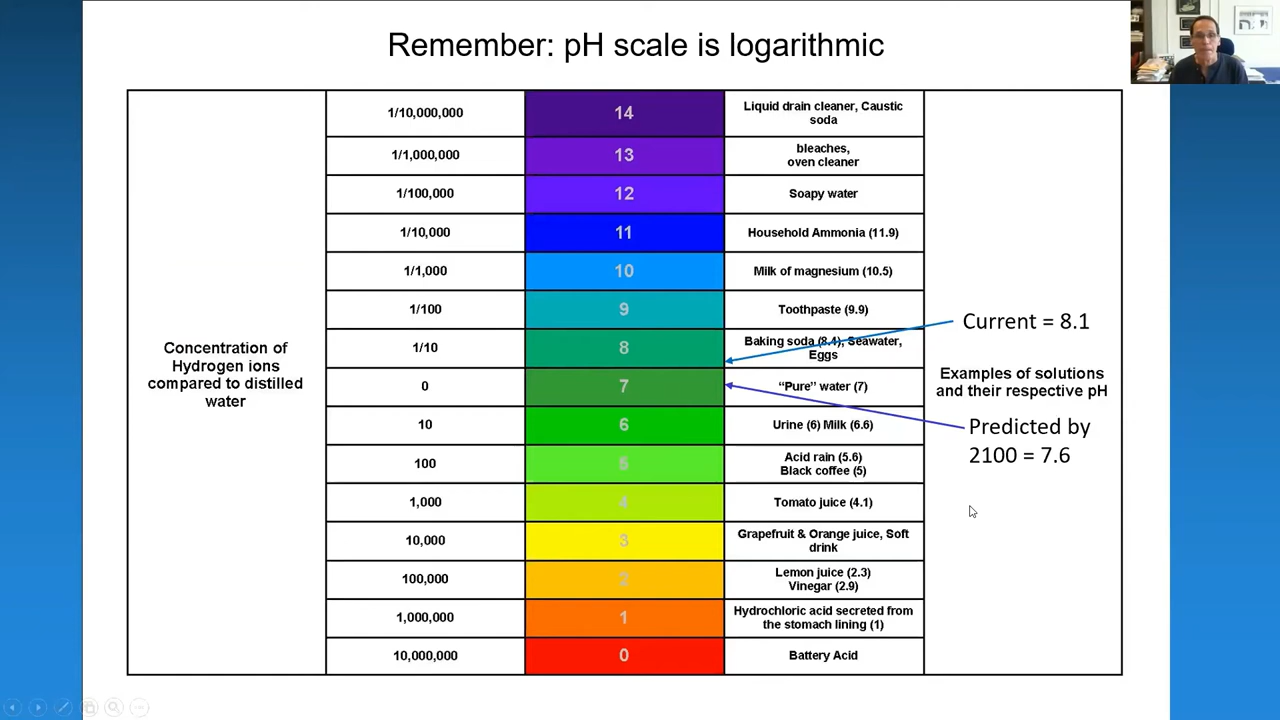 Remember: pH scale is logarithmic
Concentration of
Hydrogen ions
compared to distilled
water
1/10,000,000
14
Liquid drain cleaner, Caustic
soda
1/1,000,000
13
bleaches,
oven cleaner
1/100,000
12
Soapy water
1/10,000
11
Household Ammonia (11.9)
1/1,000
10
Milk of magnesium (10.5)
1/100
9
Toothpaste (9.9)
1/10
8
Baking soda (8.4), Seawater,
Eggs
0
7
“Pure” water (7)
10
6
Urine (6) Milk (6.6)
100
5
Acid rain (5.6)
Black coffee (5)
1,000
4
Tomato juice (4.1)
10,000
3
Grapefruit & Orange juice, Soft
drink
100,000
2
Lemon juice (2.3)
Vinegar (2.9)
1,000,000
1
Hydrochloric acid secreted from
the stomach lining (1)
10,000,000
0
Battery Acid
Current = 8.1
Examples of solutions
and their respective pH
Predicted by
2100 = 7.6